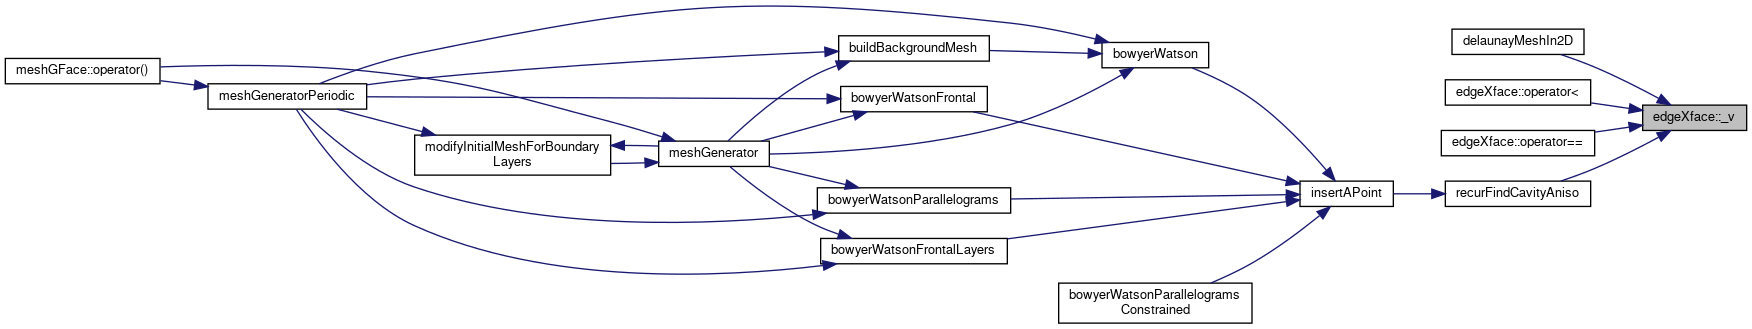 meshGFace::operator()
meshGeneratorPeriodic
modifyInitialMeshForBoundary
Layers
meshGenerator
buildBackgroundMesh
bowyerWatsonFrontal
bowyerWatsonParallelograms
bowyerWatsonFrontalLayers
bowyerWatson
bowyerWatsonParallelograms
Constrained
insertAPoint
delaunayMeshIn2D
edgeXface::operator<
edgeXface::operator==
recurFindCavityAniso
edgeXface::_v